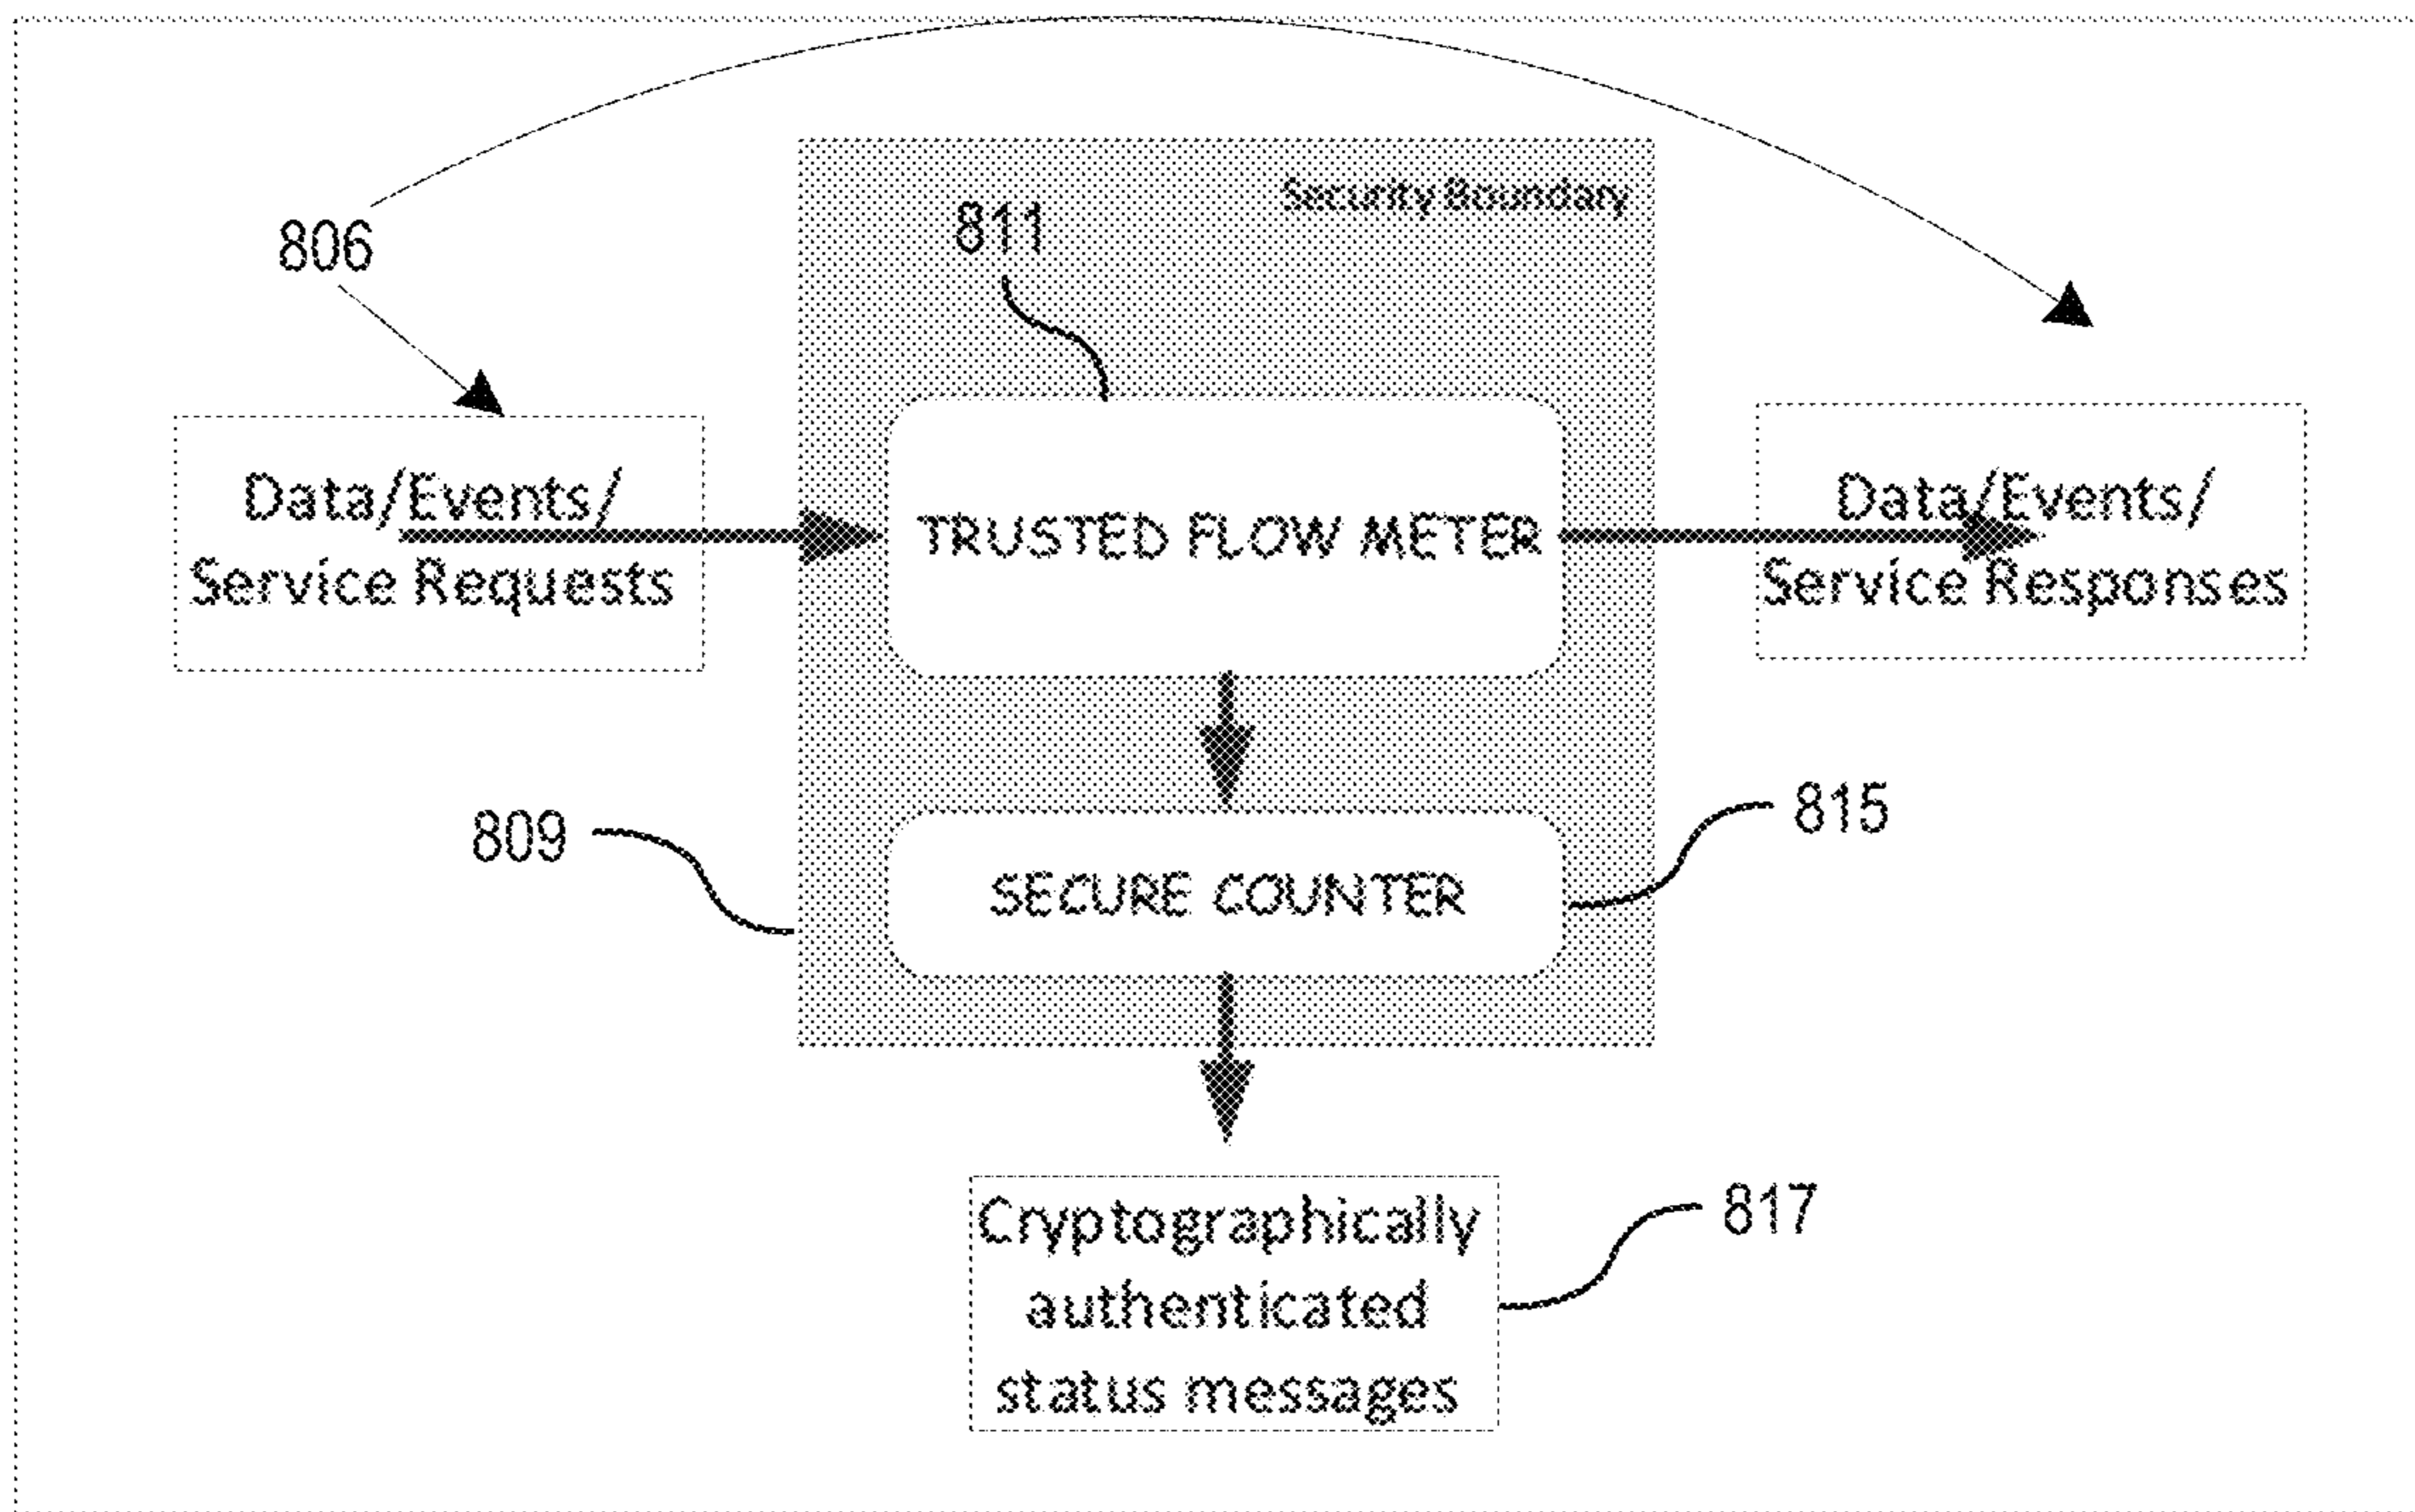 Security Boundary
811
806
Data/Events/
Service Requests
TRUSTED FLOW METER
Data/Events/
Service Responses
809
815
SECURE COUNTER
817
Cryptographically
authenticated
status messages